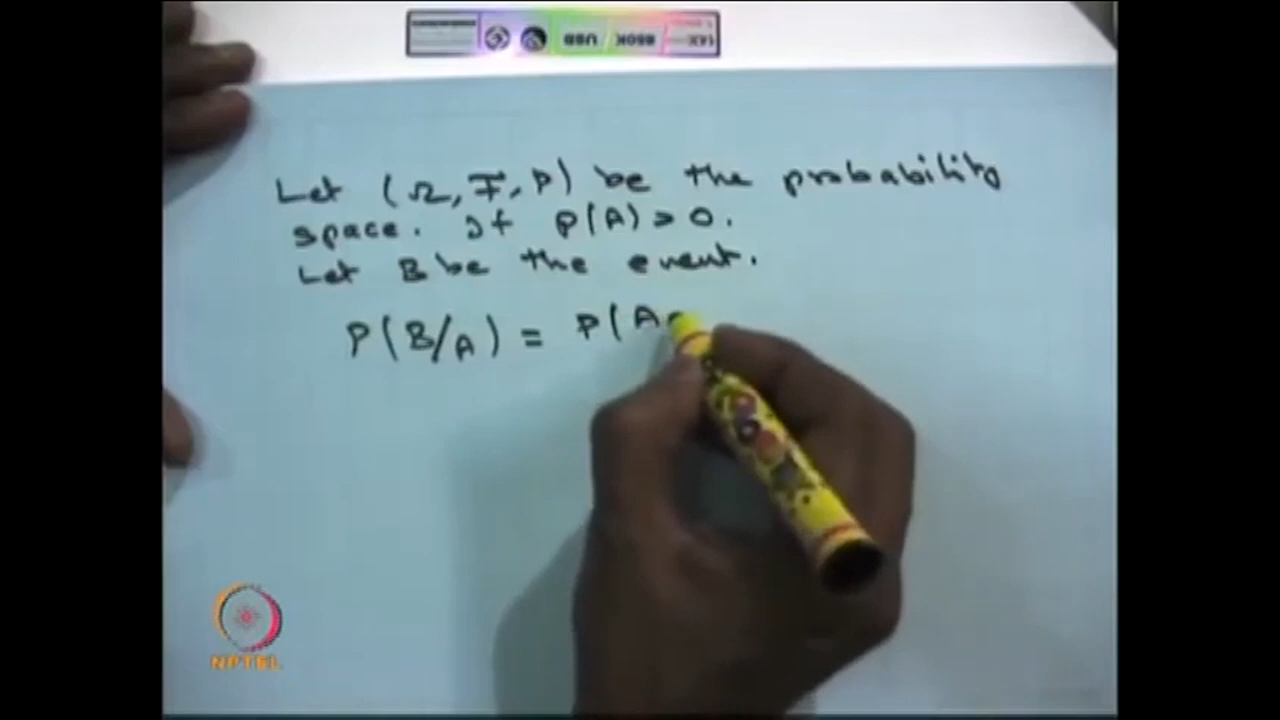 Let (Ω, F, P) be the probability
space. If P(A) > 0.
Let B be the event.
P(B/A) = P(A
NPTEL